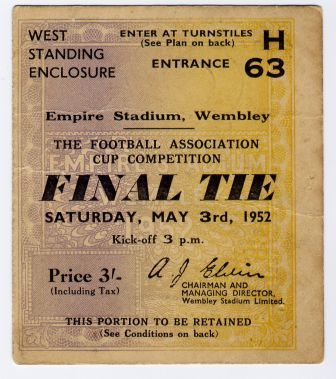 WEST STANDING ENCLOSURE
ENTER AT TURNSTILES
(See Plan on back)
H
ENTRANCE 63
Empire Stadium, Wembley
THE FOOTBALL ASSOCIATION
CUP COMPETITION
FINAL TIE
SATURDAY, MAY 3rd, 1952
Kick-off 3 p.m.
Price 3/-
(Including Tax)
A J Elvin
CHAIRMAN AND
MANAGING DIRECTOR,
Wembley Stadium Limited.
THIS PORTION TO BE RETAINED
(See Conditions on back)